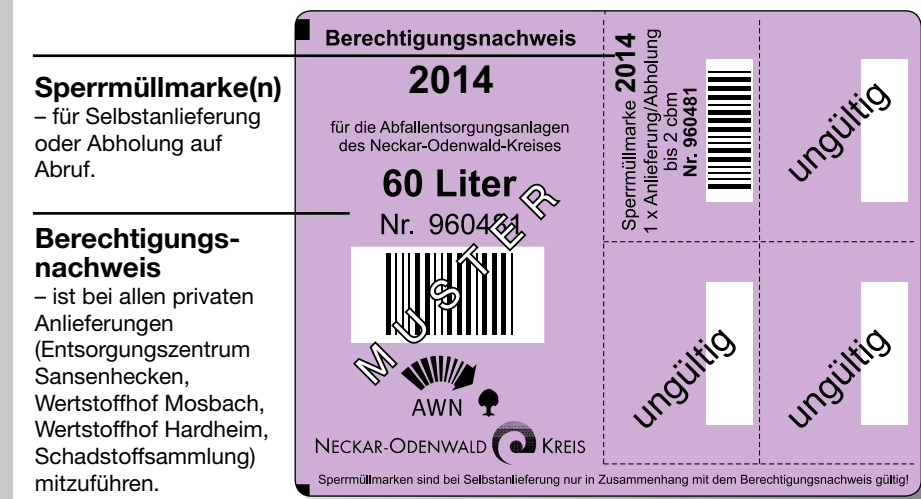 Sperrmüllmarke(n)
– für Selbstanlieferung
oder Abholung auf
Abruf.
Berechtigungs-
nachweis
– ist bei allen privaten
Anlieferungen
(Entsorgungszentrum
Sansenhecken,
Wertstoffhof Mosbach,
Wertstoffhof Hardheim,
Schadstoffsammlung)
mitzuführen.
Berechtigungsnachweis
2014
für die Abfallentsorgungsanlagen
des Neckar-Odenwald-Kreises
60 Liter
Nr. 960481
MUSTER
AWN
NECKAR-ODENWALD KREIS
Sperrmüllmarke 2014
1 x Anlieferung/Abholung
bis 2 cbm
Nr. 960481
ungültig
ungültig
ungültig
Sperrmüllmarken sind bei Selbstanlieferung nur in Zusammenhang mit dem Berechtigungsnachweis gültig!